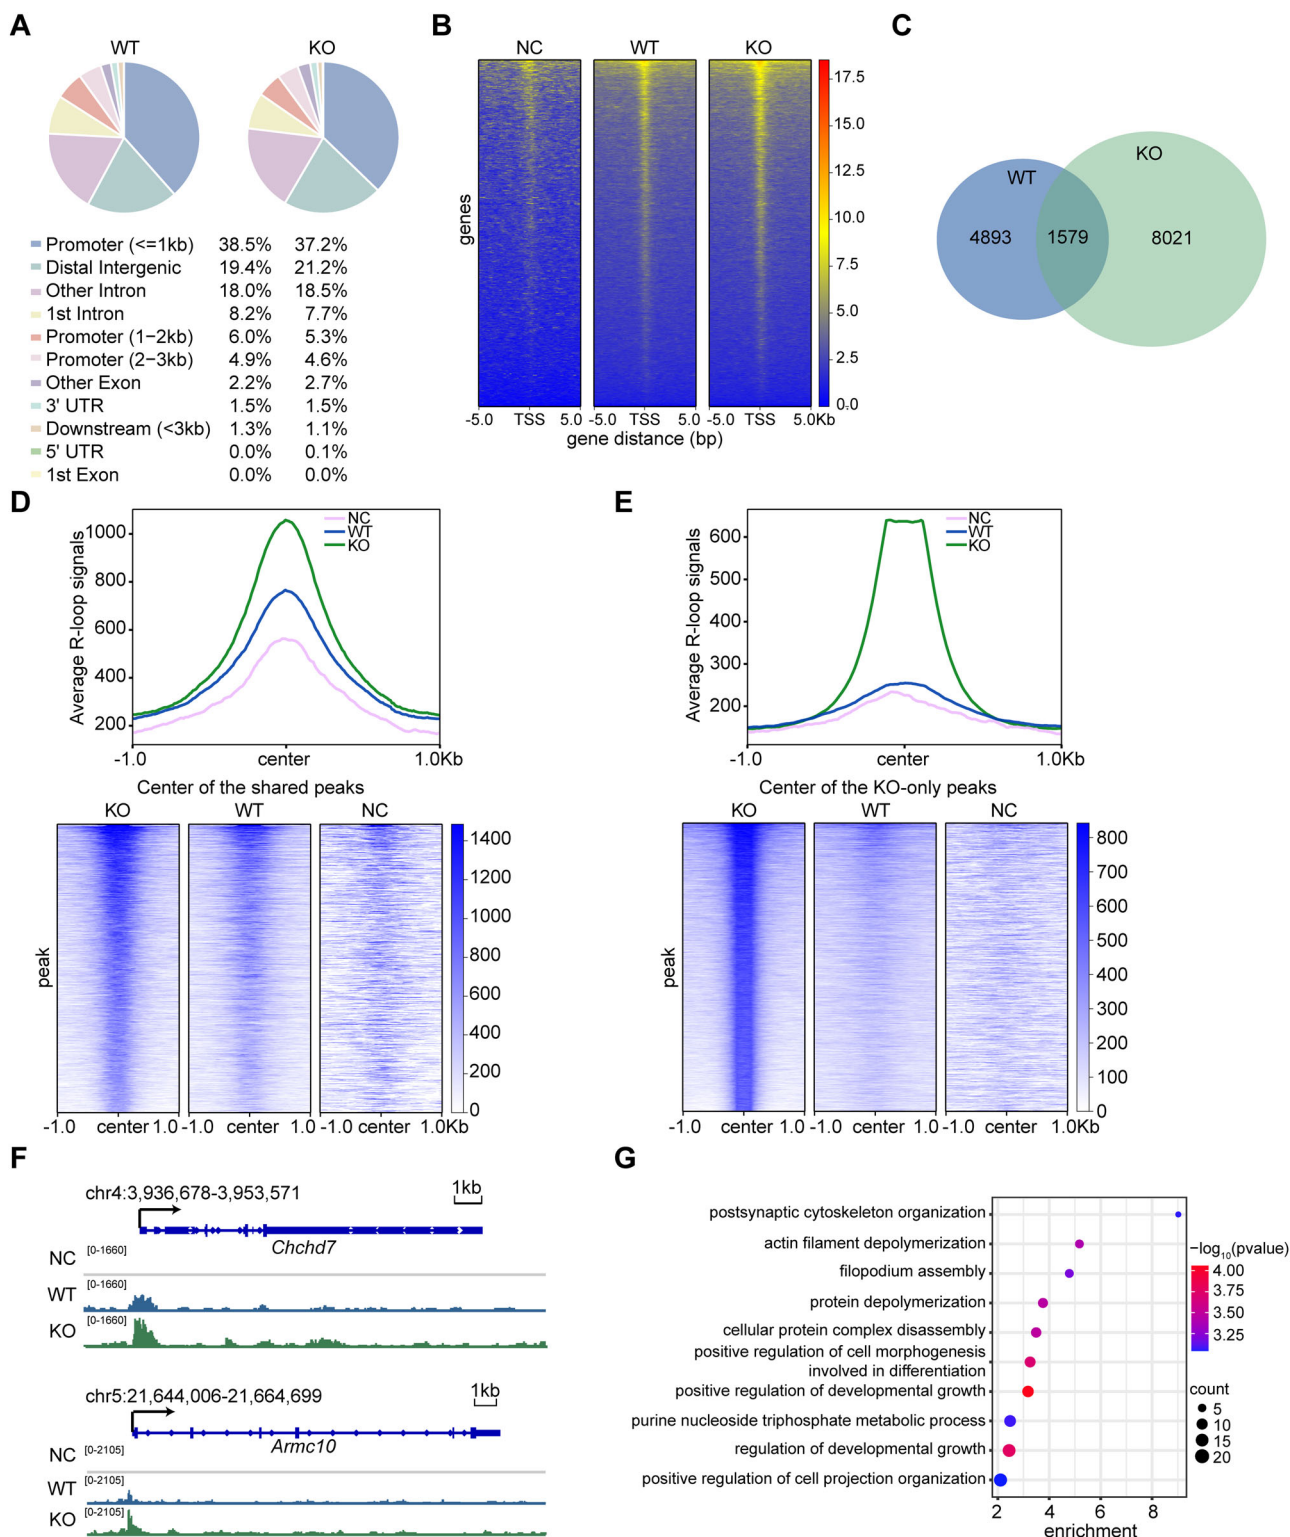 A
WT KO
Promoter (<=1kb) 38.5% 37.2%
Distal Intergenic 19.4% 21.2%
Other Intron 18.0% 18.5%
1st Intron 8.2% 7.7%
Promoter (1−2kb) 6.0% 5.3%
Promoter (2−3kb) 4.9% 4.6%
Other Exon 2.2% 2.7%
3' UTR 1.5% 1.5%
Downstream (<3kb) 1.3% 1.1%
5' UTR 0.0% 0.1%
1st Exon 0.0% 0.0%
B
NC WT KO
genes
17.5
15.0
12.5
10.0
7.5
5.0
2.5
0.0
-5.0 TSS 5.0 -5.0 TSS 5.0 -5.0 TSS 5.0Kb
gene distance (bp)
C
WT KO
4893 1579 8021
D
Average R-loop signals
1000
800
600
400
200
NC
WT
KO
-1.0 center 1.0Kb
Center of the shared peaks
KO WT NC
peak
1400
1200
1000
800
600
400
200
0
-1.0 center 1.0 -1.0 center 1.0 -1.0 center 1.0Kb
E
Average R-loop signals
600
500
400
300
200
NC
WT
KO
-1.0 center 1.0Kb
Center of the KO-only peaks
KO WT NC
peak
800
700
600
500
400
300
200
100
0
-1.0 center 1.0 -1.0 center 1.0 -1.0 center 1.0Kb
F
chr4:3,936,678-3,953,571 1kb
Chchd7
NC [0-1660]
WT [0-1660]
KO [0-1660]
chr5:21,644,006-21,664,699 1kb
Armc10
NC [0-2105]
WT [0-2105]
KO [0-2105]
G
postsynaptic cytoskeleton organization
actin filament depolymerization
filopodium assembly
protein depolymerization
cellular protein complex disassembly
positive regulation of cell morphogenesis
involved in differentiation
positive regulation of developmental growth
purine nucleoside triphosphate metabolic process
regulation of developmental growth
positive regulation of cell projection organization
2 4 6 8
enrichment
−log10(pvalue)
4.00
3.75
3.50
3.25
count
5
10
15
20